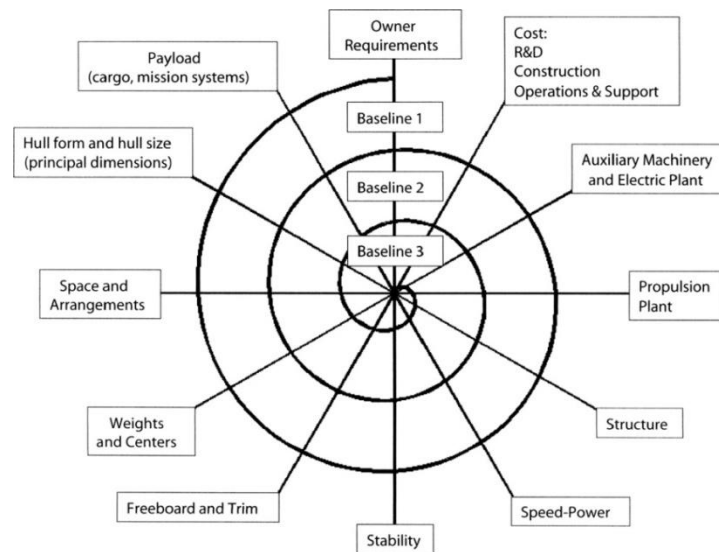 Owner
Requirements
Cost:
R&D
Construction
Operations & Support
Payload
(cargo, mission systems)
Baseline 1
Hull form and hull size
(principal dimensions)
Auxiliary Machinery
and Electric Plant
Baseline 2
Baseline 3
Space and
Arrangements
Propulsion
Plant
Weights
and Centers
Structure
Freeboard and Trim
Speed-Power
Stability